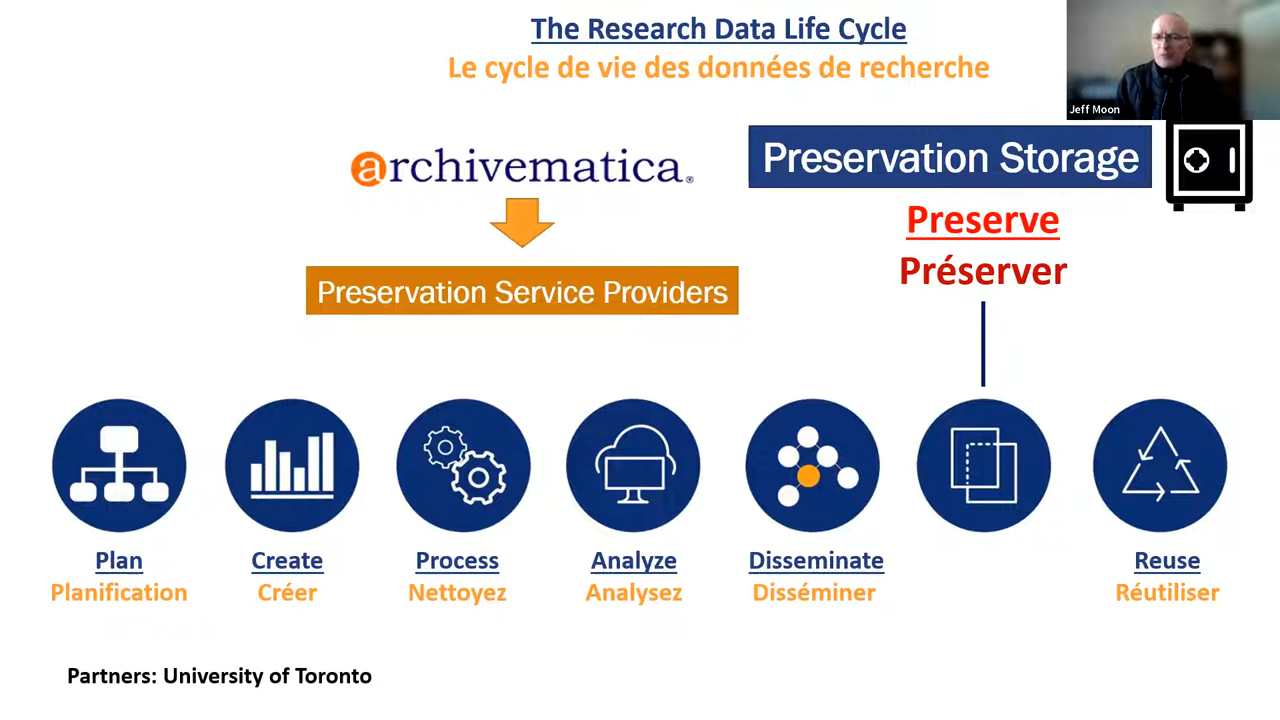 The Research Data Life Cycle
Le cycle de vie des données de recherche
Jeff Moon
archivematica®
Preservation Storage
Preserve
Préserver
Preservation Service Providers
Plan
Planification
Create
Créer
Process
Nettoyez
Analyze
Analysez
Disseminate
Disséminer
Reuse
Réutiliser
Partners: University of Toronto